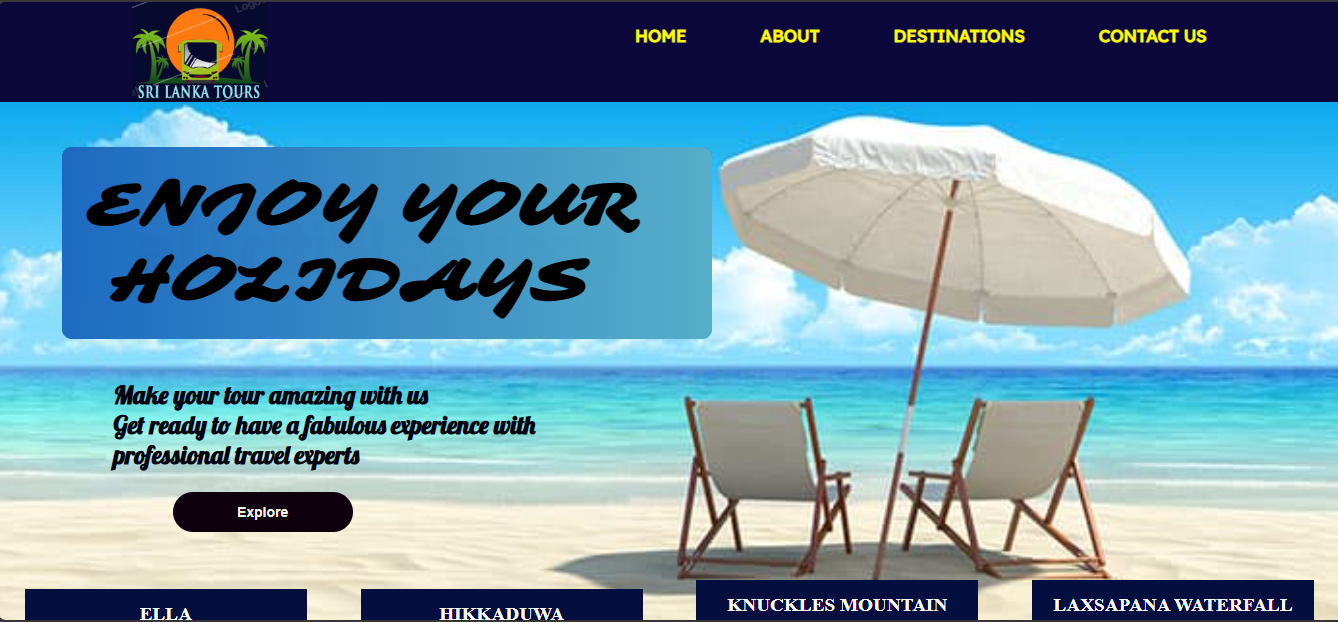 Logo
SRI LANKA TOURS
HOME ABOUT DESTINATIONS CONTACT US
ENJOY YOUR
HOLIDAYS
Make your tour amazing with us
Get ready to have a fabulous experience with
professional travel experts
Explore
ELLA HIKKADUWA KNUCKLES MOUNTAIN LAXSAPANA WATERFALL